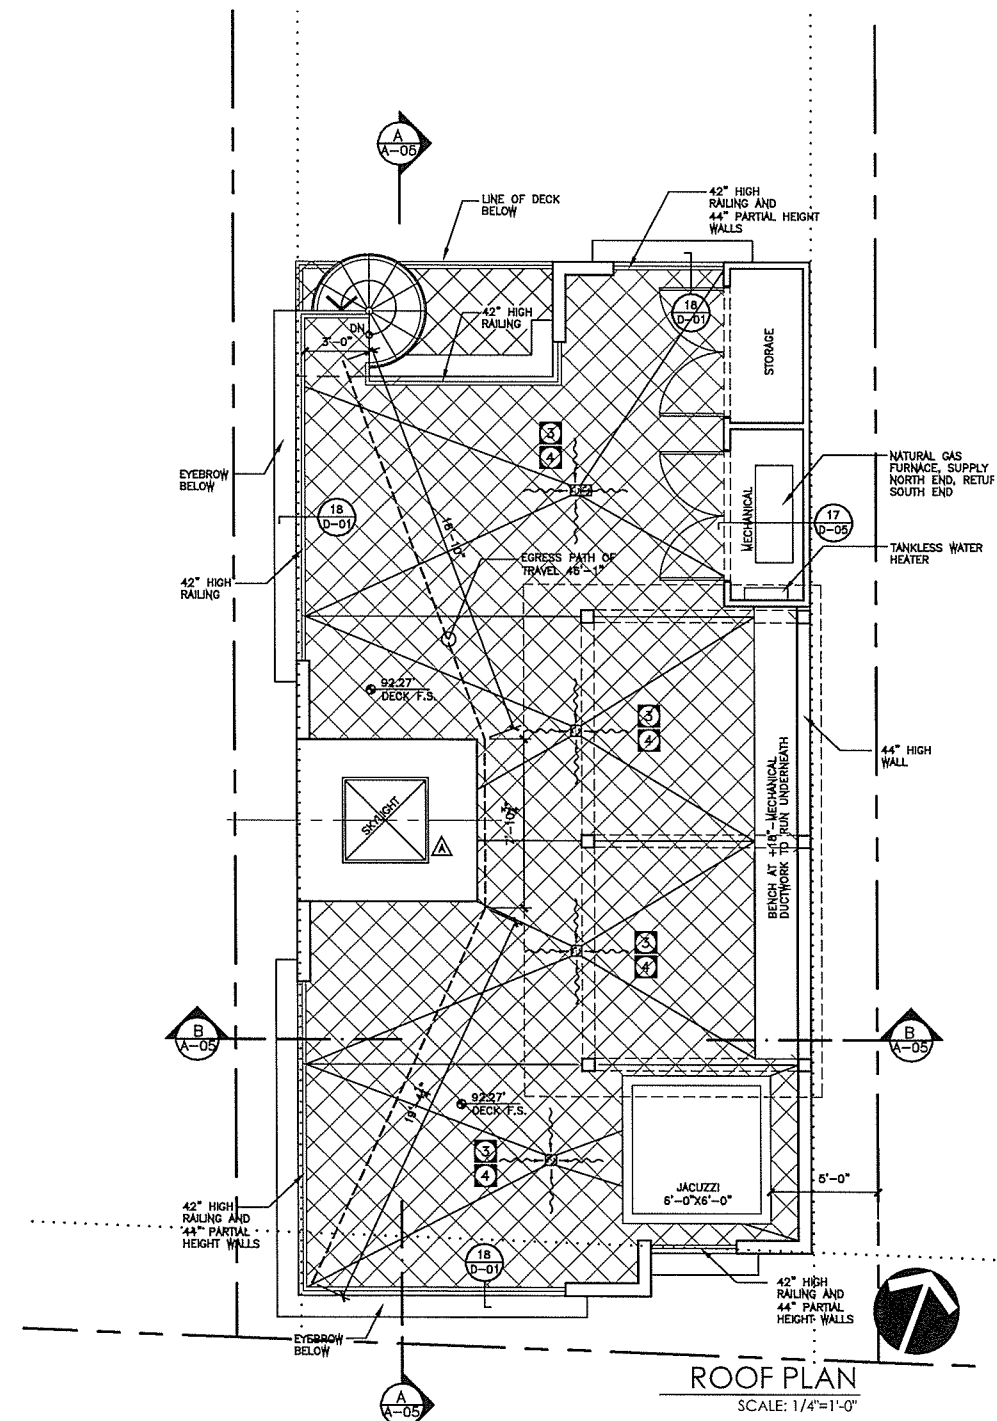 A
A-05
LINE OF DECK
BELOW
42" HIGH
RAILING AND
44" PARTIAL HEIGHT
WALLS
18
D-01
42" HIGH
RAILING
DN
3'-0"
STORAGE
3
4
EYEBROW
BELOW
NATURAL GAS
FURNACE, SUPPLY
NORTH END, RETUR
SOUTH END
MECHANICAL
18
D-01
17
D-05
18'-10"
EGRESS PATH OF
TRAVEL 46'-1"
TANKLESS WATER
HEATER
42" HIGH
RAILING
92.27'
DECK F.S.
3
4
44" HIGH
WALL
SKYLIGHT
A
BENCH AT +18"-MECHANICAL
DUCTWORK TO RUN UNDERNEATH
3
4
B
A-05
B
A-05
92.27'
DECK F.S.
3
4
JACUZZI
6'-0"X6'-0"
5'-0"
42" HIGH
RAILING AND
44" PARTIAL
HEIGHT WALLS
18
D-01
42" HIGH
RAILING AND
44" PARTIAL
HEIGHT WALLS
EYEBROW
BELOW
A
A-05
ROOF PLAN
SCALE: 1/4"=1'-0"